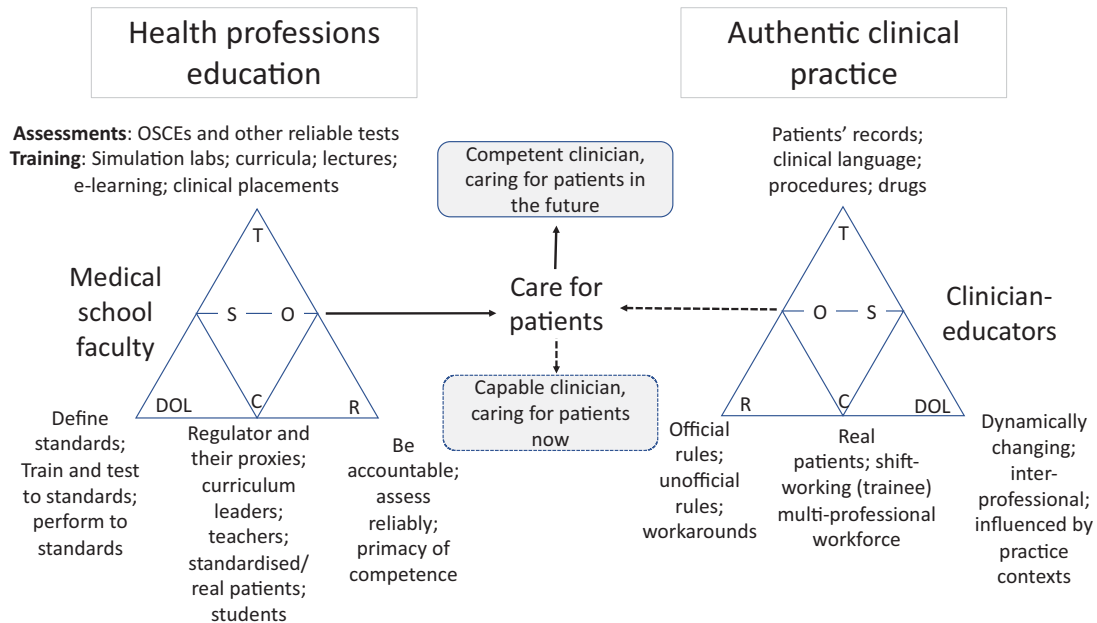 Health professions
education
Authentic clinical
practice
Assessments: OSCEs and other reliable tests
Training: Simulation labs; curricula; lectures;
e-learning; clinical placements
Competent clinician,
caring for patients in
the future
Patients’ records;
clinical language;
procedures; drugs
T
S
O
DOL
C
R
Medical
school
faculty
Care for
patients
T
O
S
R
C
DOL
Clinician-
educators
Capable clinician,
caring for patients
now
Define
standards;
Train and test
to standards;
perform to
standards
Regulator and
their proxies;
curriculum
leaders;
teachers;
standardised/
real patients;
students
Be
accountable;
assess
reliably;
primacy of
competence
Official
rules;
unofficial
rules;
workarounds
Real
patients; shift-
working (trainee)
multi-professional
workforce
Dynamically
changing;
inter-
professional;
influenced by
practice
contexts